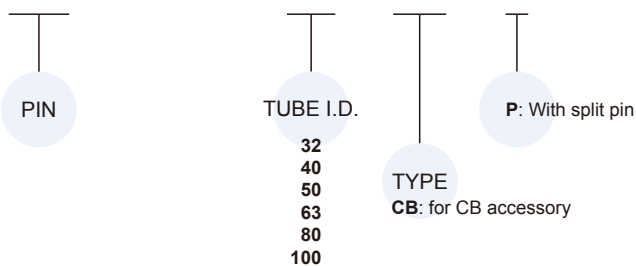 PIN
TUBE I.D.
32
40
50
63
80
100
TYPE
CB: for CB accessory
P: With split pin